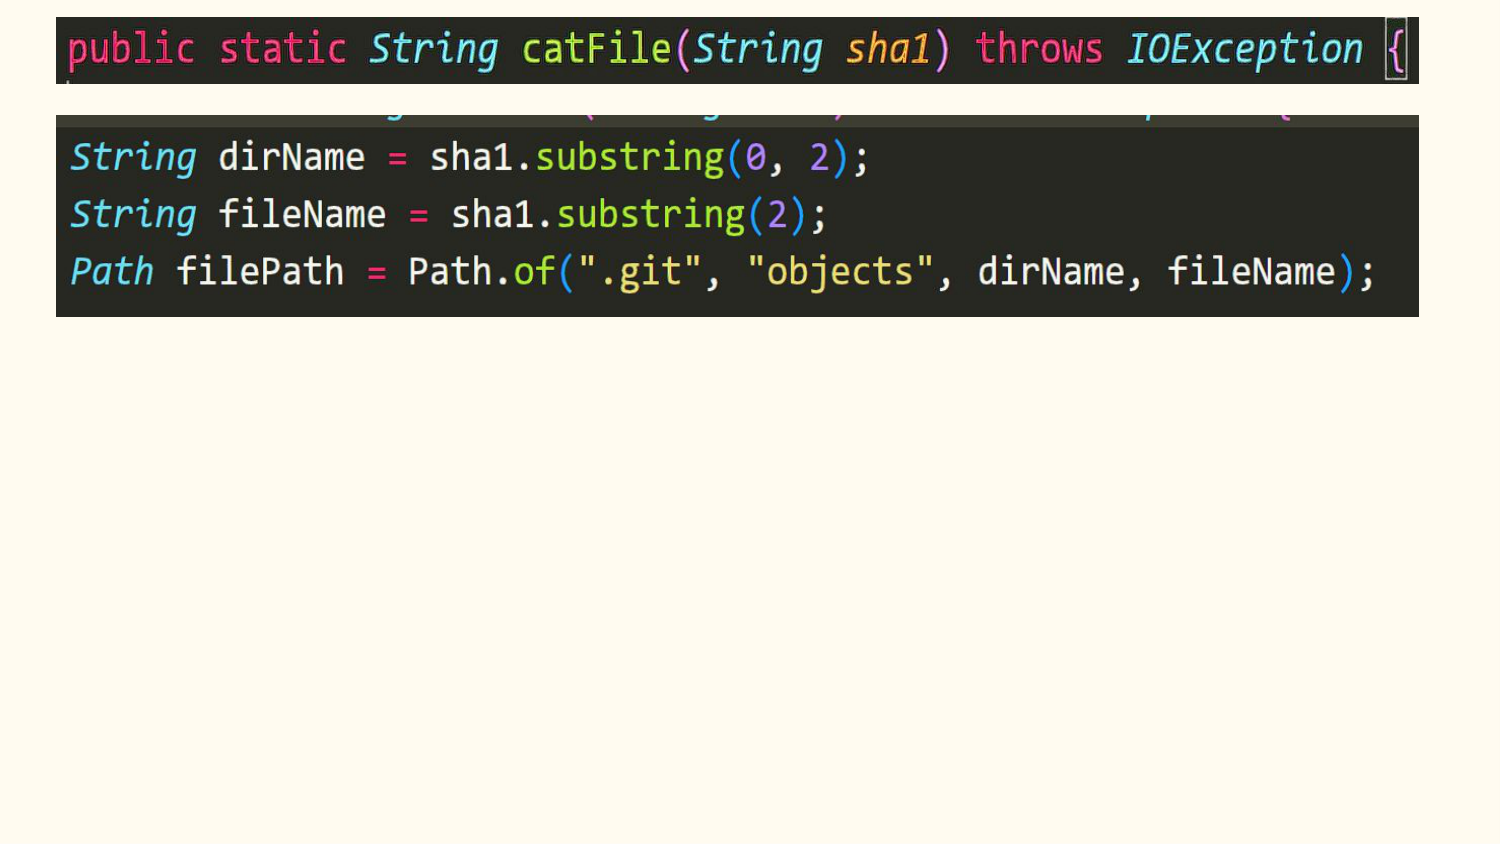 public static String catFile(String sha1) throws IOException {
String dirName = sha1.substring(0, 2);
String fileName = sha1.substring(2);
Path filePath = Path.of(".git", "objects", dirName, fileName);